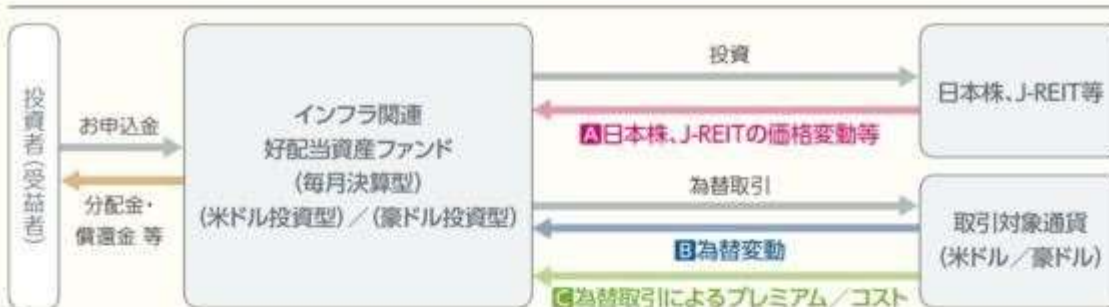 投資者(受益者)
お申込金
分配金・
償還金 等
インフラ関連
好配当資産ファンド
(毎月決算型)
(米ドル投資型)/(豪ドル投資型)
投資
A日本株、J-REITの価格変動等
為替取引
B為替変動
C為替取引によるプレミアム/コスト
日本株、J-REIT等
取引対象通貨
(米ドル/豪ドル)